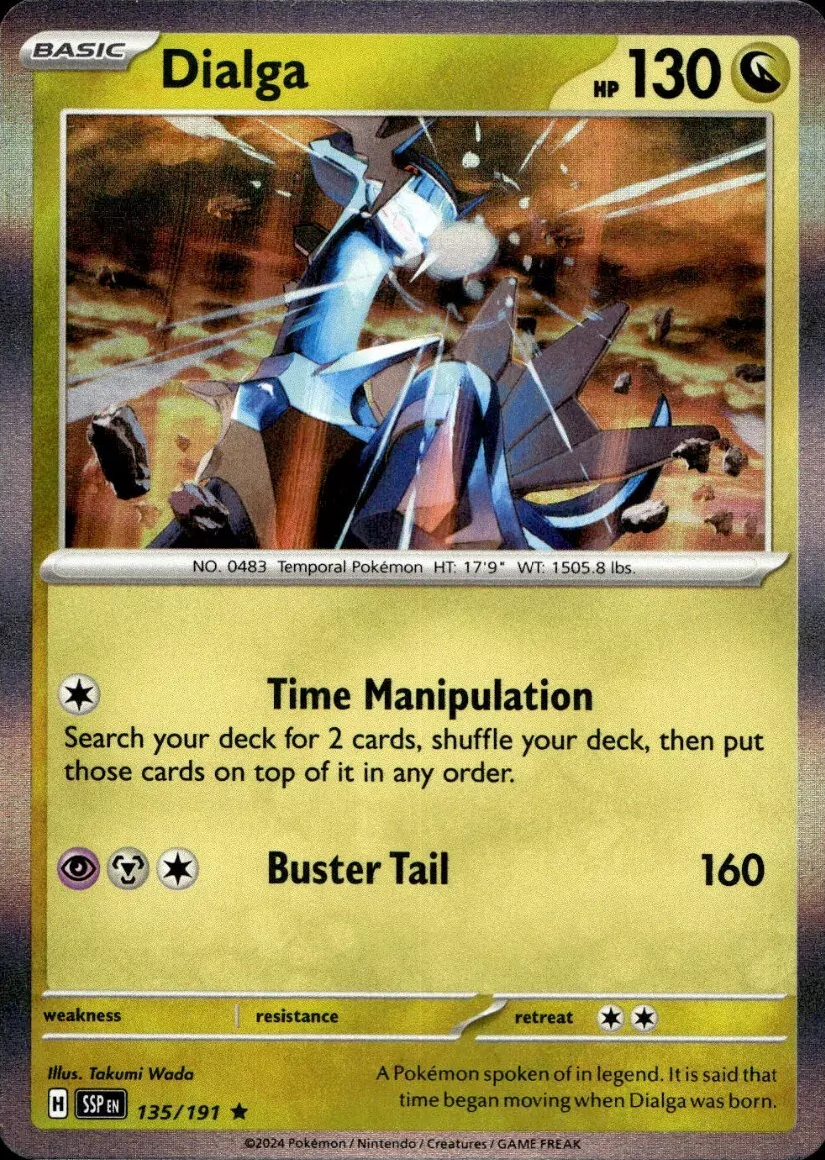 BASIC
Dialga
HP 130
NO. 0483 Temporal Pokémon HT: 17'9" WT: 1505.8 lbs.
Time Manipulation
Search your deck for 2 cards, shuffle your deck, then put
those cards on top of it in any order.
Buster Tail 160
weakness resistance retreat
Illus. Takumi Wada
A Pokémon spoken of in legend. It is said that
time began moving when Dialga was born.
H SSP EN 135/191 ★
©2024 Pokémon / Nintendo / Creatures / GAME FREAK